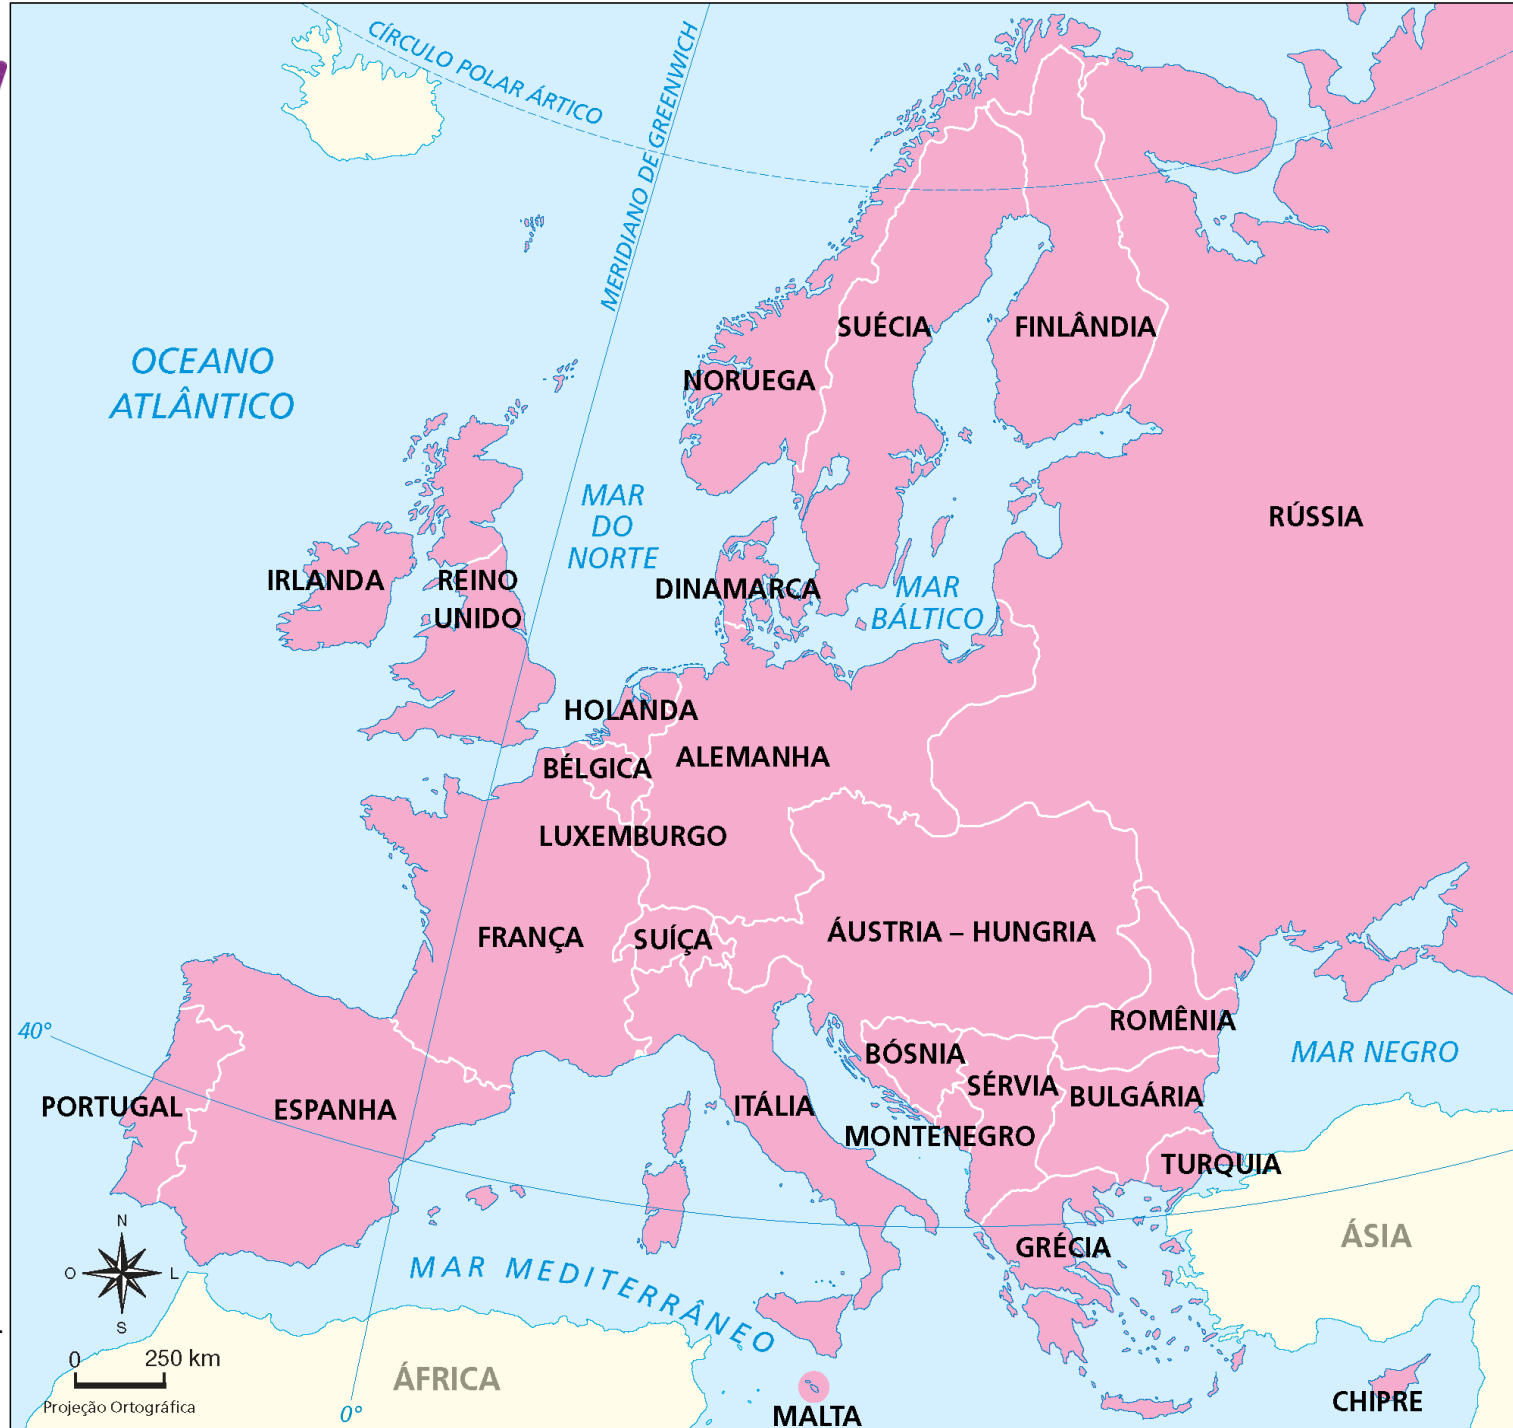 CÍRCULO POLAR ÁRTICO
MERIDIANO DE GREENWICH
OCEANO
ATLÂNTICO
SUÉCIA
FINLÂNDIA
NORUEGA
MAR
DO
NORTE
RÚSSIA
IRLANDA
REINO
UNIDO
DINAMARCA
MAR
BÁLTICO
HOLANDA
ALEMANHA
BÉLGICA
LUXEMBURGO
FRANÇA
SUÍÇA
ÁUSTRIA – HUNGRIA
40°
ROMÊNIA
BÓSNIA
MAR NEGRO
SÉRVIA
BULGÁRIA
PORTUGAL
ESPANHA
ITÁLIA
MONTENEGRO
TURQUIA
N
O
L
S
ÁSIA
GRÉCIA
MAR MEDITERRÂNEO
0
250 km
Projeção Ortográfica
ÁFRICA
0°
MALTA
CHIPRE